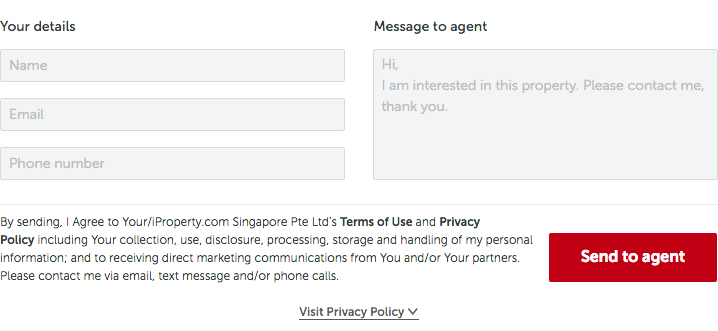 Your details
Message to agent
Name
Hi,
I am interested in this property. Please contact me,
thank you.
Email
Phone number
By sending, I Agree to Your/iProperty.com Singapore Pte Ltd's Terms of Use and Privacy
Policy including Your collection, use, disclosure, processing, storage and handling of my personal
information; and to receiving direct marketing communications from You and/or Your partners.
Please contact me via email, text message and/or phone calls.
Send to agent
Visit Privacy Policy